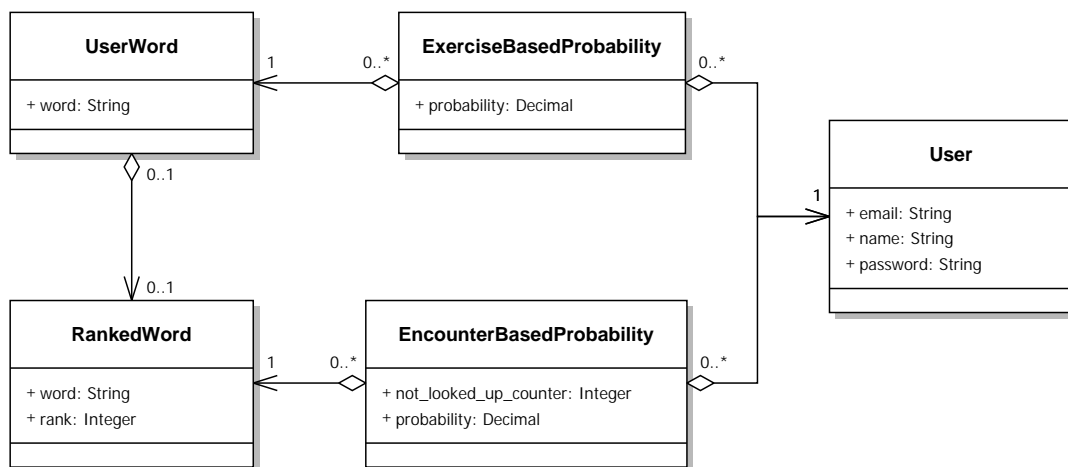 UserWord
+ word: String
1
0..*
ExerciseBasedProbability
+ probability: Decimal
0..*
0..1
0..1
User
+ email: String
+ name: String
+ password: String
1
RankedWord
+ word: String
+ rank: Integer
1
0..*
EncounterBasedProbability
+ not_looked_up_counter: Integer
+ probability: Decimal
0..*